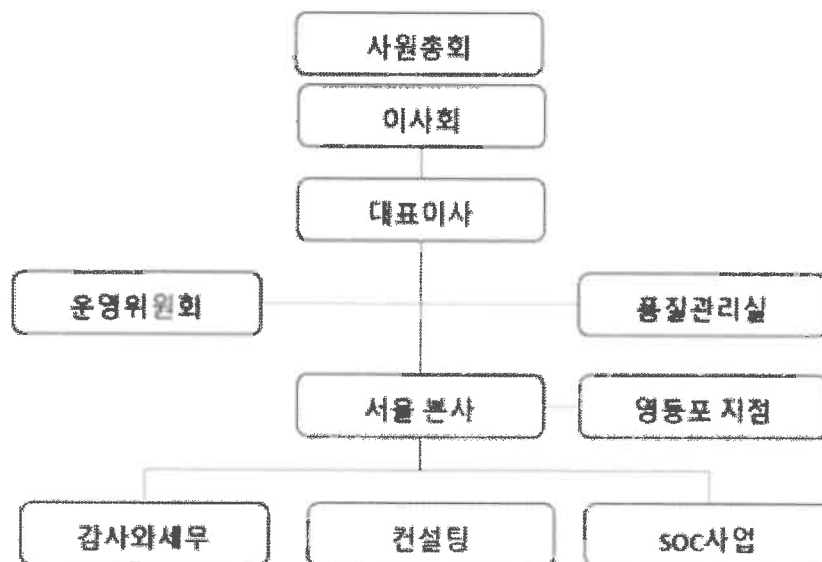 사원총회
이사회
대표이사
운영위원회
품질관리실
서울 본사
영등포 지점
감사와세무
컨설팅
SOC사업